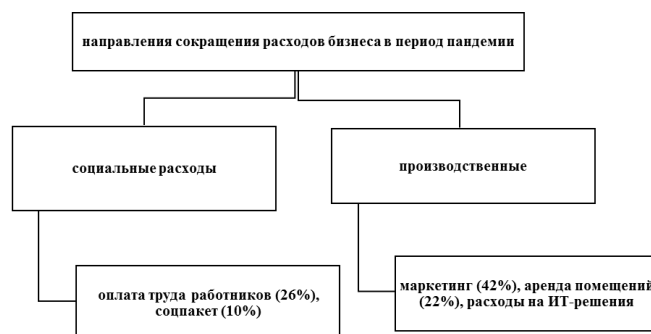 направления сокращения расходов бизнеса в период пандемии
социальные расходы
производственные
оплата труда работников (26%),
соцпакет (10%)
маркетинг (42%), аренда помещений
(22%), расходы на ИТ-решения